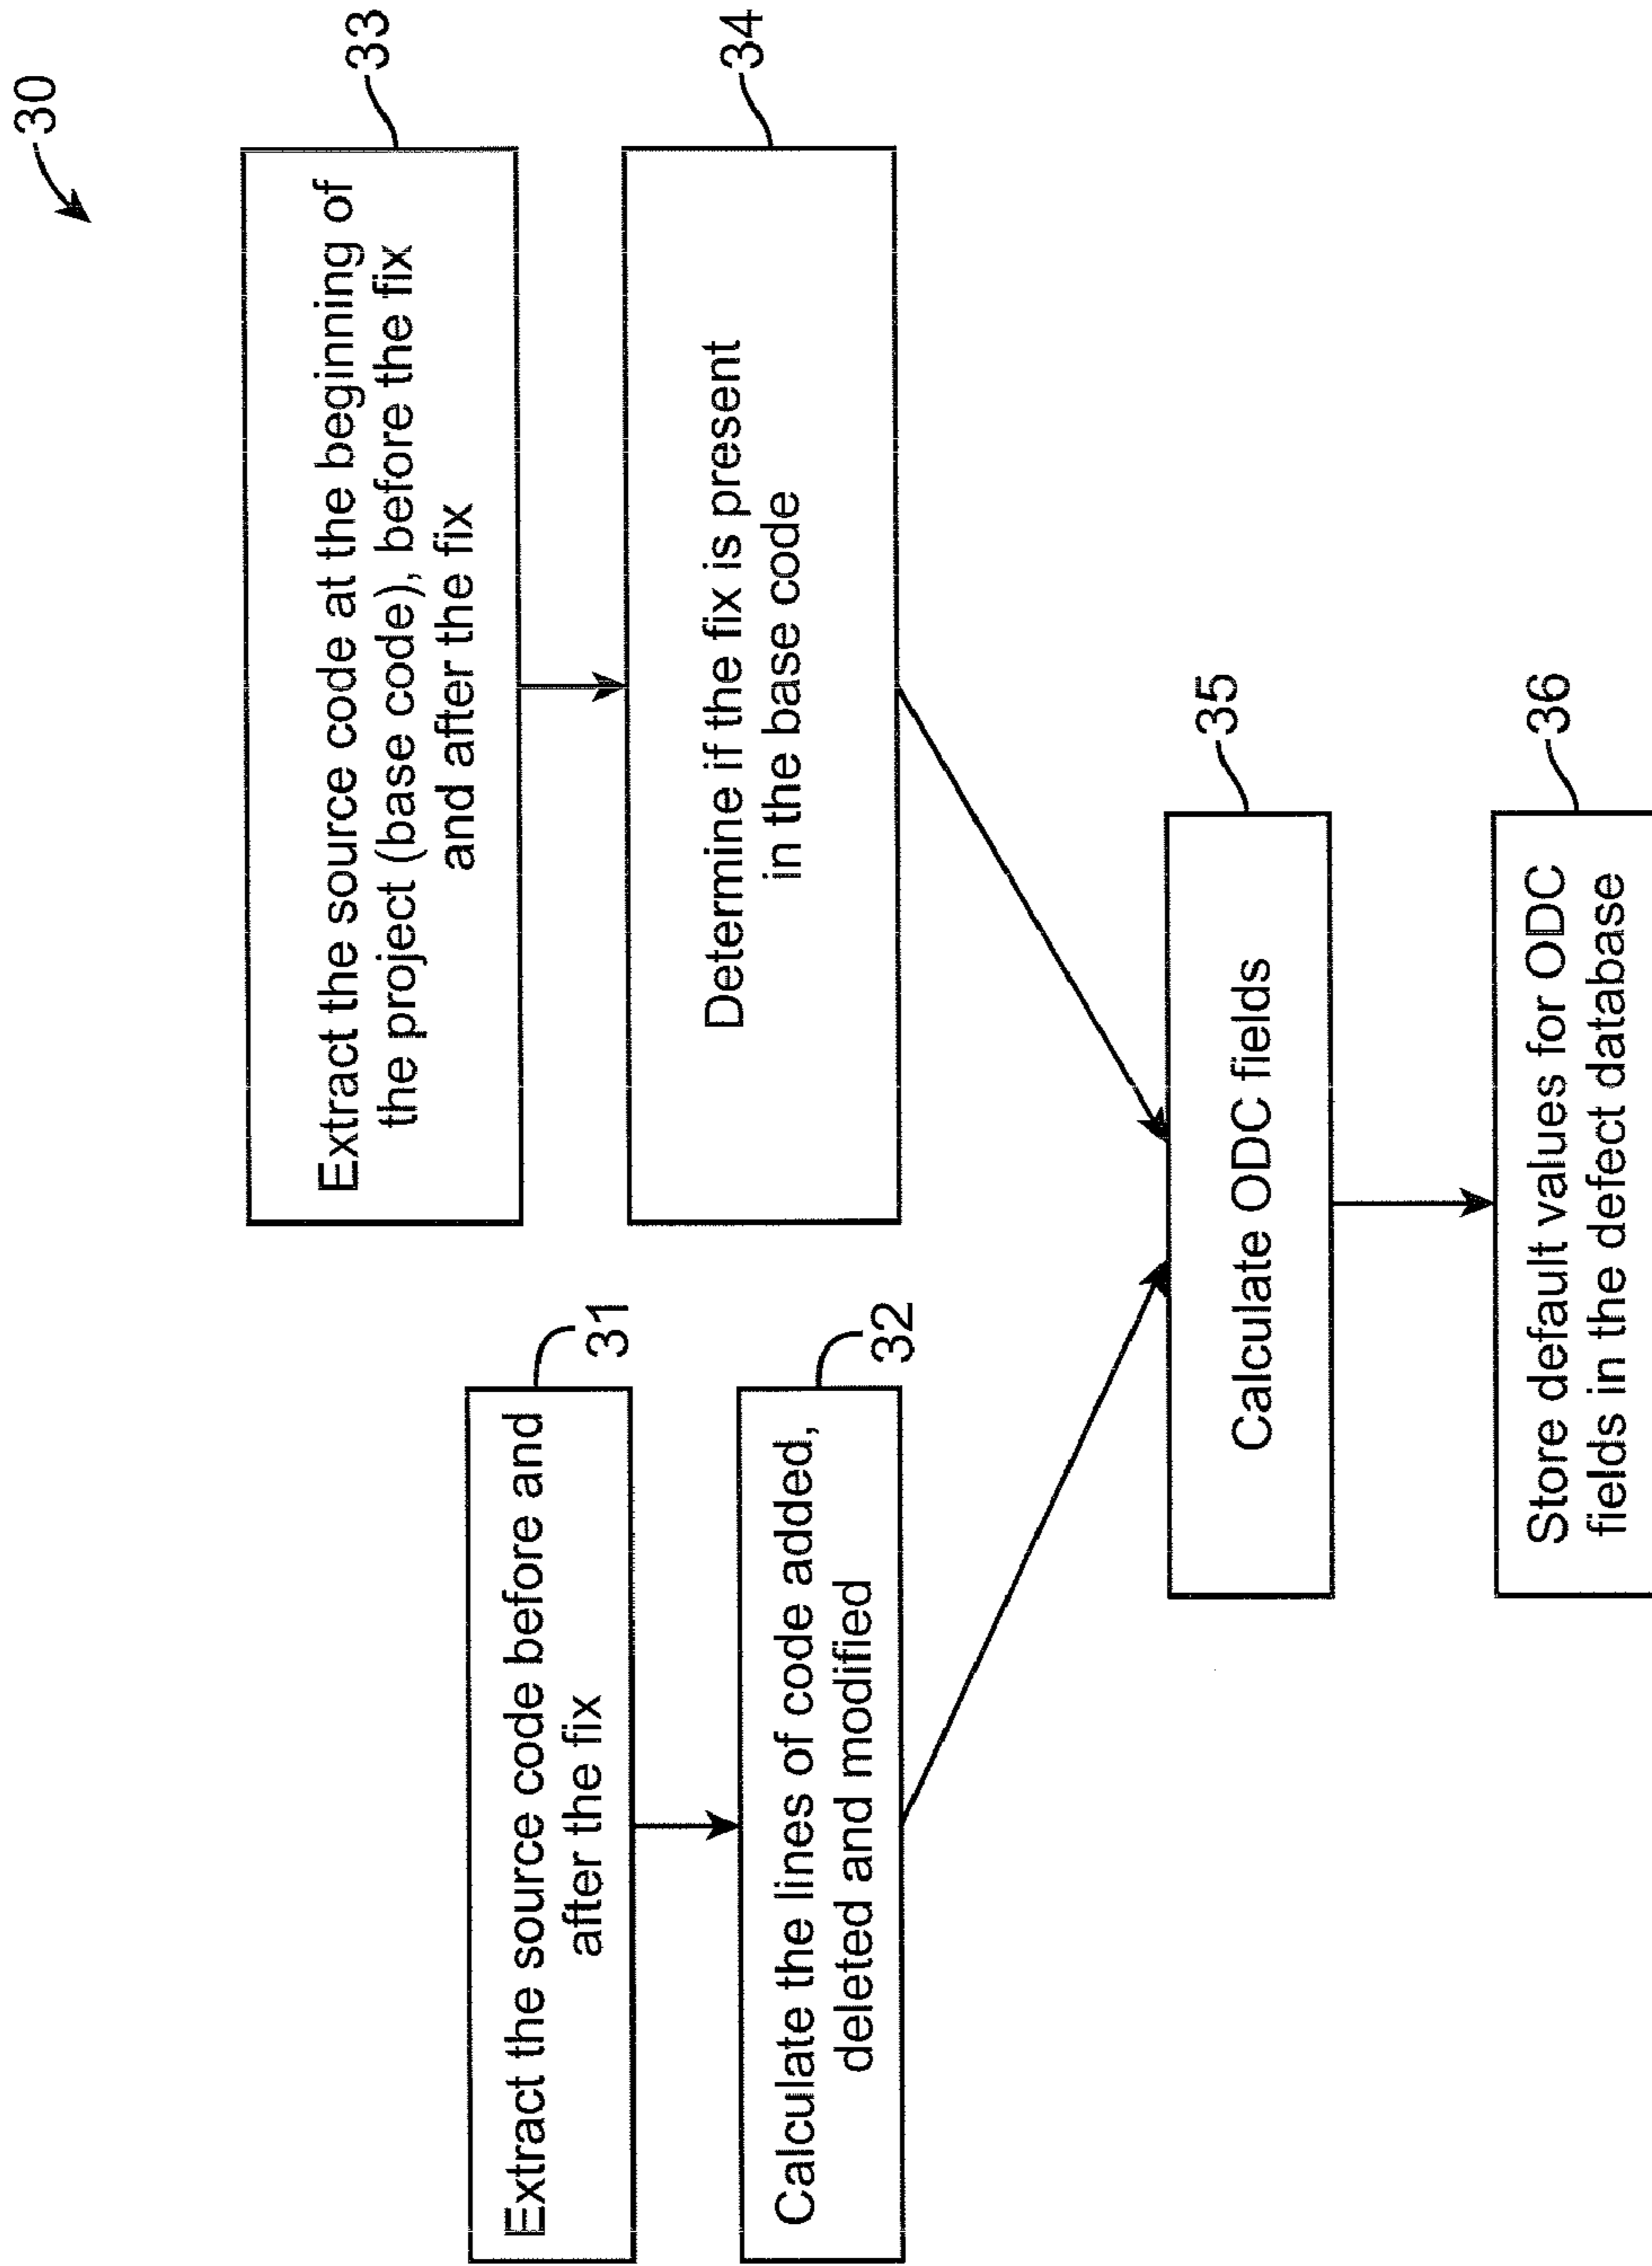 30
Extract the source code before and
after the fix
31
Calculate the lines of code added,
deleted and modified
32
Extract the source code at the beginning of
the project (base code), before the fix
and after the fix
33
Determine if the fix is present
in the base code
34
Calculate ODC fields
35
Store default values for ODC
fields in the defect database
36